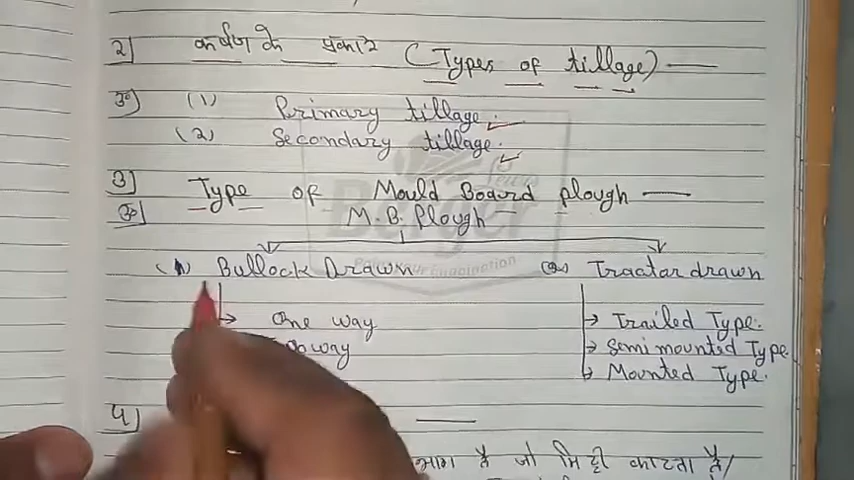 2] कर्षण के प्रकार (Types of tillage) —
उ०) (1) Primary tillage.
(2) Secondary tillage.
3] Type of Mould Board plough —
उ०] M.B. Plough
(1) Bullock Drawn (2) Tractor drawn
→ One way → Trailed Type.
way → Semi mounted Type
→ Mounted Type.
4) —
भाग है जो मिट्टी काटता है/